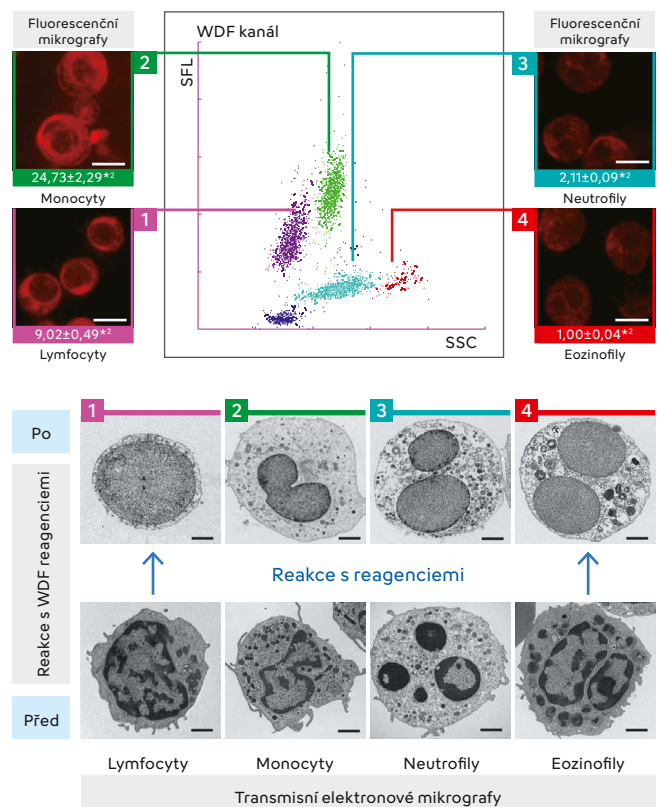 Fluorescenční
mikrografy
WDF kanál
Fluorescenční
mikrografy
2
3
SFL
24,73±2,29*²
Monocyty
2,11±0,09*²
Neutrofily
1
4
9,02±0,49*²
Lymfocyty
SSC
1,00±0,04*²
Eozinofily
1
2
3
4
Po
Reakce s WDF reagenciemi
Reakce s reagenciemi
Před
Lymfocyty
Monocyty
Neutrofily
Eozinofily
Transmisní elektronové mikrografy